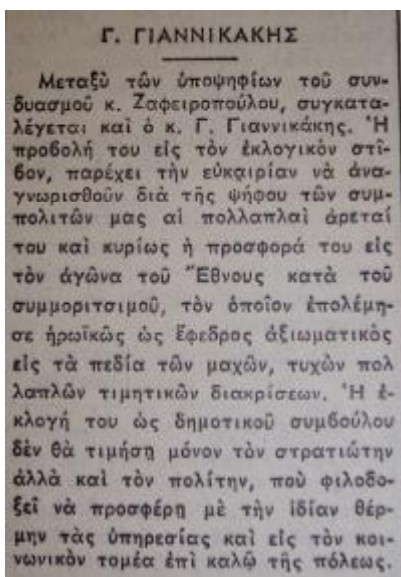 Γ. ΓΙΑΝΝΙΚΑΚΗΣ
Μεταξὺ τῶν ὑποψηφίων τοῦ συν-
δυασμοῦ κ. Ζαφειροπούλου, συγκατα-
λέγεται καὶ ὁ κ. Γ. Γιαννικάκης. Ἡ
προβολή του εἰς τὸν ἐκλογικὸν στῖ-
βον, παρέχει τὴν εὐκαιρίαν νὰ ἀνα-
γνωρισθοῦν διὰ τῆς ψήφου τῶν συμ-
πολιτῶν μας αἱ πολλαπλαῖ ἀρεταί
του καὶ κυρίως ἡ προσφορά του εἰς
τὸν ἀγῶνα τοῦ Ἔθνους κατὰ τοῦ
συμμοριτσιμοῦ, τὸν ὁποῖον ἐπολέμη-
σε ἡρωϊκῶς ὡς ἔφεδρος ἀξιωματικὸς
εἰς τὰ πεδία τῶν μαχῶν, τυχὼν πολ
λαπλῶν τιμητικῶν διακρίσεων. Ἡ ἐ-
κλογή του ὡς δημοτικοῦ συμβούλου
δὲν θὰ τιμήσῃ μόνον τὸν στρατιώτην
ἀλλὰ καὶ τὸν πολίτην, ποὺ φιλοδο-
ξεῖ νὰ προσφέρῃ μὲ τὴν ἰδίαν θέρ-
μην τὰς ὑπηρεσίας καὶ εἰς τὸν κοι-
νωνικὸν τομέα ἐπὶ καλῷ τῆς πόλεως.